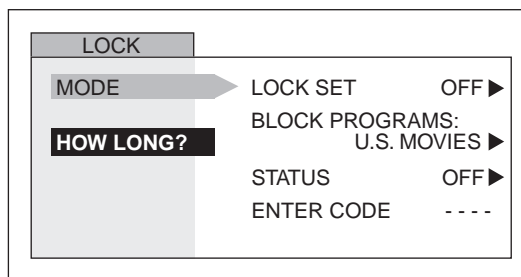 LOCK
MODE
HOW LONG?
LOCK SET OFF▶
BLOCK PROGRAMS:
U.S. MOVIES▶
STATUS OFF▶
ENTER CODE - - - -